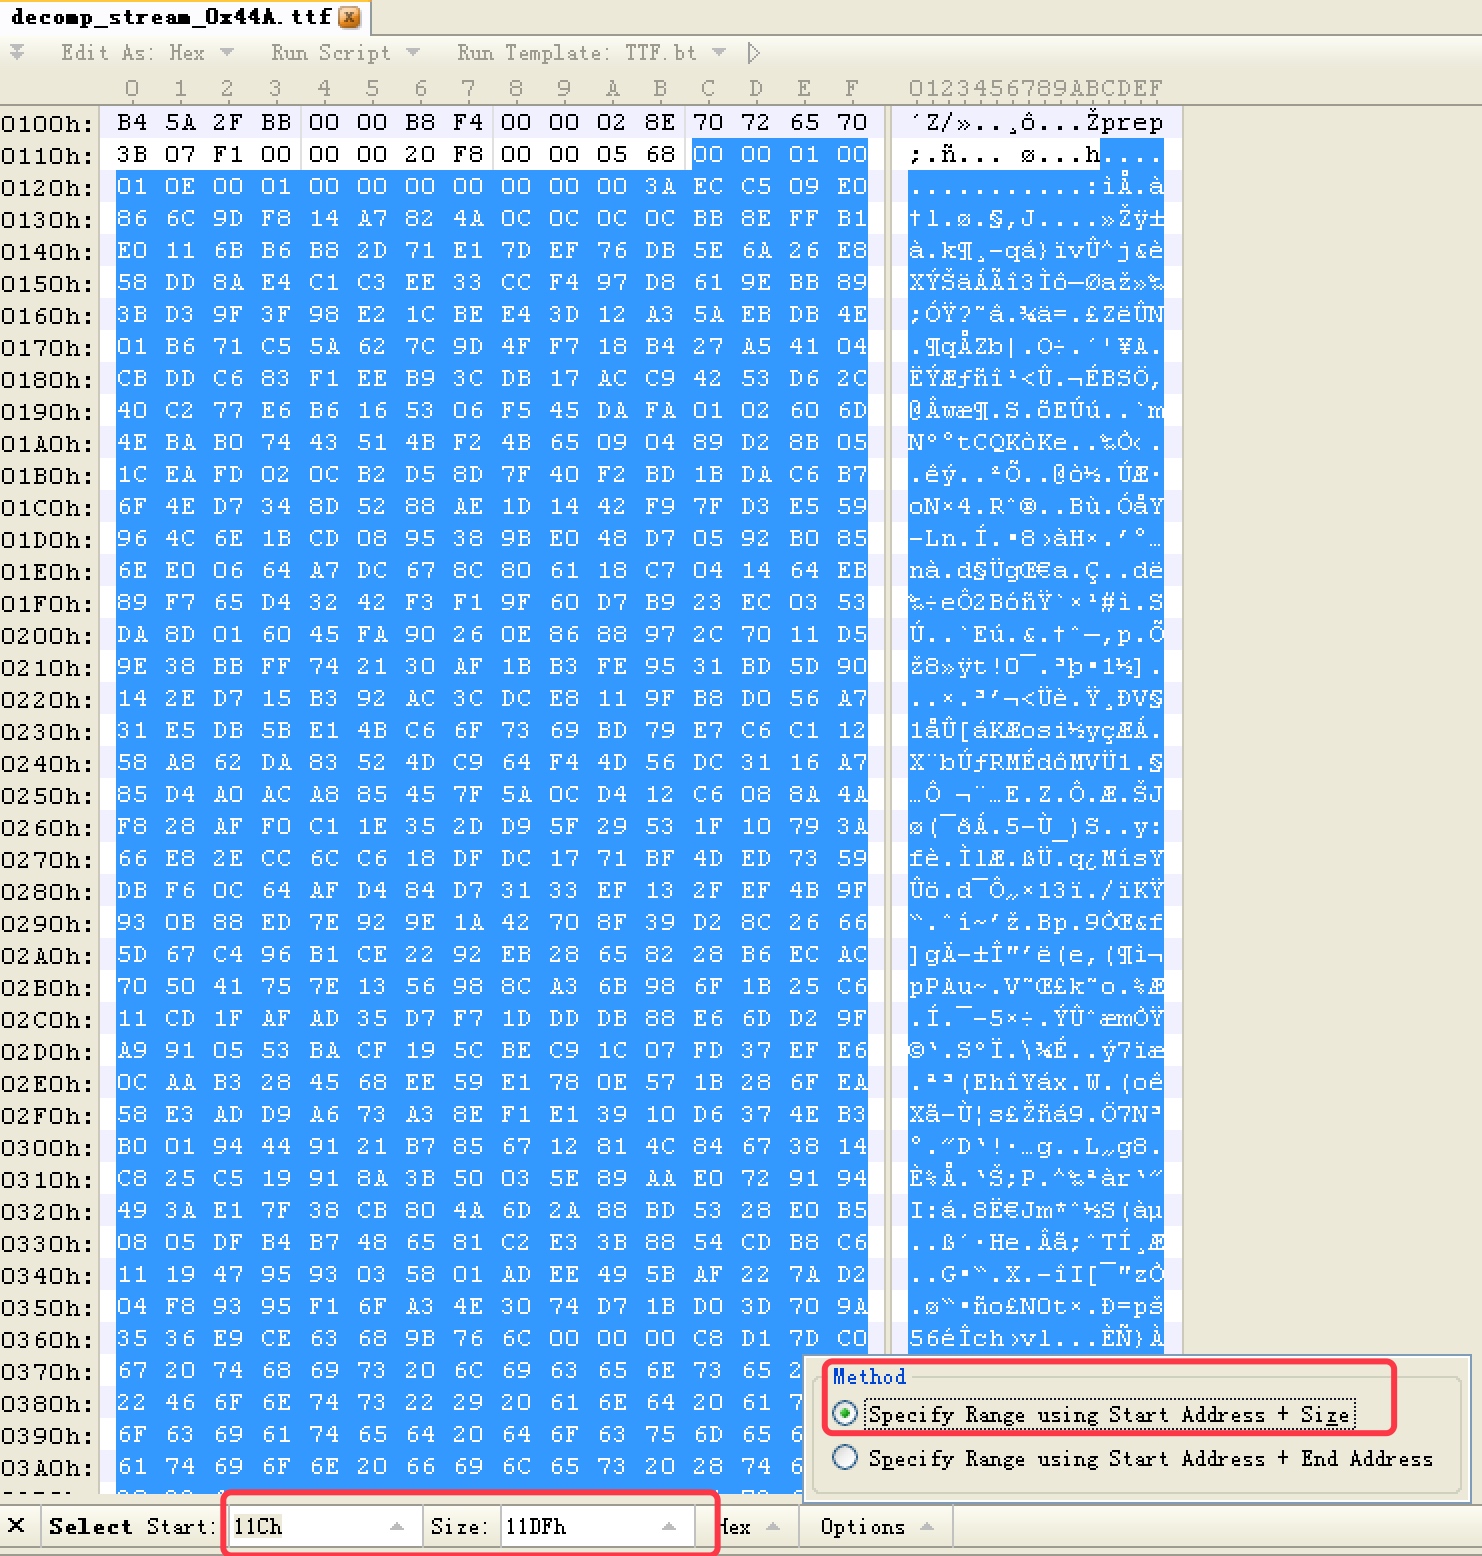 decomp_stream_0x44A.ttf
Edit As: Hex Run Script Run Template: TTF.bt
0 1 2 3 4 5 6 7 8 9 A B C D E F 0123456789ABCDEF
0100h: B4 5A 2F BB 00 00 B8 F4 00 00 02 8E 70 72 65 70 ´Z/»..¸ô...Žprep
0110h: 3B 07 F1 00 00 00 20 F8 00 00 05 68 00 00 01 00 ;.ñ... ø...h....
0120h: 01 0E 00 01 00 00 00 00 00 00 00 3A EC C5 09 E0 ...........:ìÅ.à
0130h: 86 6C 9D F8 14 A7 82 4A 0C 0C 0C 0C BB 8E FF B1 †l.ø.§‚J....»Žÿ±
0140h: E0 11 6B B6 B8 2D 71 E1 7D EF 76 DB 5E 6A 26 E8 à.k¶¸-qá}ïvÛ^j&è
0150h: 58 DD 8A E4 C1 C3 EE 33 CC F4 97 D8 61 9E BB 89 XÝŠäÁÃî3Ìô—Øaž»‰
0160h: 3B D3 9F 3F 98 E2 1C BE E4 3D 12 A3 5A EB DB 4E ;ÓŸ?˜â.¾ä=.£ZëÛN
0170h: 01 B6 71 C5 5A 62 7C 9D 4F F7 18 B4 27 A5 41 04 .¶qÅZb|.O÷.´'¥A.
0180h: CB DD C6 83 F1 EE B9 3C DB 17 AC C9 42 53 D6 2C ËÝÆƒñî¹<Û.¬ÉBSÖ,
0190h: 40 C2 77 E6 B6 16 53 06 F5 45 DA FA 01 02 60 6D @Âwæ¶.S.õEÚú..`m
01A0h: 4E BA B0 74 43 51 4B F2 4B 65 09 04 89 D2 8B 05 Nº°tCQKòKe..‰Ò‹.
01B0h: 1C EA FD 02 0C B2 D5 8D 7F 40 F2 BD 1B DA C6 B7 .êý..²Õ..@ò½.ÚÆ·
01C0h: 6F 4E D7 34 8D 52 88 AE 1D 14 42 F9 7F D3 E5 59 oN×4.Rˆ®..Bù.ÓåY
01D0h: 96 4C 6E 1B CD 08 95 38 9B E0 48 D7 05 92 B0 85 –Ln.Í.•8›àH×.’°…
01E0h: 6E E0 06 64 A7 DC 67 8C 80 61 18 C7 04 14 64 EB nà.d§ÜgŒ€a.Ç..dë
01F0h: 89 F7 65 D4 32 42 F3 F1 9F 60 D7 B9 23 EC 03 53 ‰÷eÔ2BóñŸ`×¹#ì.S
0200h: DA 8D 01 60 45 FA 90 26 0E 86 88 97 2C 70 11 D5 Ú..`Eú.&.†ˆ—,p.Õ
0210h: 9E 38 BB FF 74 21 30 AF 1B B3 FE 95 31 BD 5D 90 ž8»ÿt!0¯.³þ•1½].
0220h: 14 2E D7 15 B3 92 AC 3C DC E8 11 9F B8 D0 56 A7 ..×.³’¬<Üè.Ÿ¸ÐV§
0230h: 31 E5 DB 5B E1 4B C6 6F 73 69 BD 79 E7 C6 C1 12 1åÛ[áKÆosi½yçÆÁ.
0240h: 58 A8 62 DA 83 52 4D C9 64 F4 4D 56 DC 31 16 A7 X¨bÚƒRMÉdôMVÜ1.§
0250h: 85 D4 A0 AC A8 85 45 7F 5A 0C D4 12 C6 08 8A 4A …Ô ¬¨…E.Z.Ô.Æ.ŠJ
0260h: F8 28 AF F0 C1 1E 35 2D D9 5F 29 53 1F 10 79 3A ø(¯ðÁ.5-Ù_)S..y:
0270h: 66 E8 2E CC 6C C6 18 DF DC 17 71 BF 4D ED 73 59 fè.ÌlÆ.ßÜ.q¿MísY
0280h: DB F6 0C 64 AF D4 84 D7 31 33 EF 13 2F EF 4B 9F Ûö.d¯Ô„×13ï./ïKŸ
0290h: 93 0B 88 ED 7E 92 9E 1A 42 70 8F 39 D2 8C 26 66 “.ˆí~’ž.Bp.9ÒŒ&f
02A0h: 5D 67 C4 96 B1 CE 22 92 EB 28 65 82 28 B6 EC AC ]gÄ–±Î"’ë(e‚(¶ì¬
02B0h: 70 50 41 75 7E 13 56 98 8C A3 6B 98 6F 1B 25 C6 pPAu~.V˜Œ£k˜o.%Æ
02C0h: 11 CD 1F AF AD 35 D7 F7 1D DD DB 88 E6 6D D2 9F .Í.¯-5×÷.ÝÛˆæmÒŸ
02D0h: A9 91 05 53 BA CF 19 5C BE C9 1C 07 FD 37 EF E6 ©‘.SºÏ.\¾É..ý7ïæ
02E0h: 0C AA B3 28 45 68 EE 59 E1 78 0E 57 1B 28 6F EA .ª³(EhîYáx.W.(oê
02F0h: 58 E3 AD D9 A6 73 A3 8E F1 E1 39 10 D6 37 4E B3 Xã-Ù¦s£Žñá9.Ö7N³
0300h: B0 01 94 44 91 21 B7 85 67 12 81 4C 84 67 38 14 °.”D‘!·…g..L„g8.
0310h: C8 25 C5 19 91 8A 3B 50 03 5E 89 AA E0 72 91 94 È%Å.‘Š;P.^‰ªàr‘”
0320h: 49 3A E1 7F 38 CB 80 4A 6D 2A 88 BD 53 28 E0 B5 I:á.8Ë€Jm*ˆ½S(àµ
0330h: 08 05 DF B4 B7 48 65 81 C2 E3 3B 88 54 CD B8 C6 ..ß´·He.Âã;ˆTÍ¸Æ
0340h: 11 19 47 95 93 03 58 01 AD EE 49 5B AF 22 7A D2 ..G•“.X.-îI[¯"zÒ
0350h: 04 F8 93 95 F1 6F A3 4E 30 74 D7 1B D0 3D 70 9A .ø“•ño£N0t×.Ð=pš
0360h: 35 36 E9 CE 63 68 9B 76 6C 00 00 00 C8 D1 7D C0 56éÎch›vl...ÈÑ}À
0370h: 67 20 74 68 69 73 20 6C 69 63 65 6E 73 65
0380h: 22 46 6F 6E 74 73 22 29 20 61 6E 64 20 61
0390h: 6F 63 69 61 74 65 64 20 64 6F 63 75 6D 65
03A0h: 61 74 69 6F 6E 20 66 69 6C 65 73 20 28 74
Method
Specify Range using Start Address + Size
Specify Range using Start Address + End Address
Select Start: 11Ch Size: 11DFh Hex Options